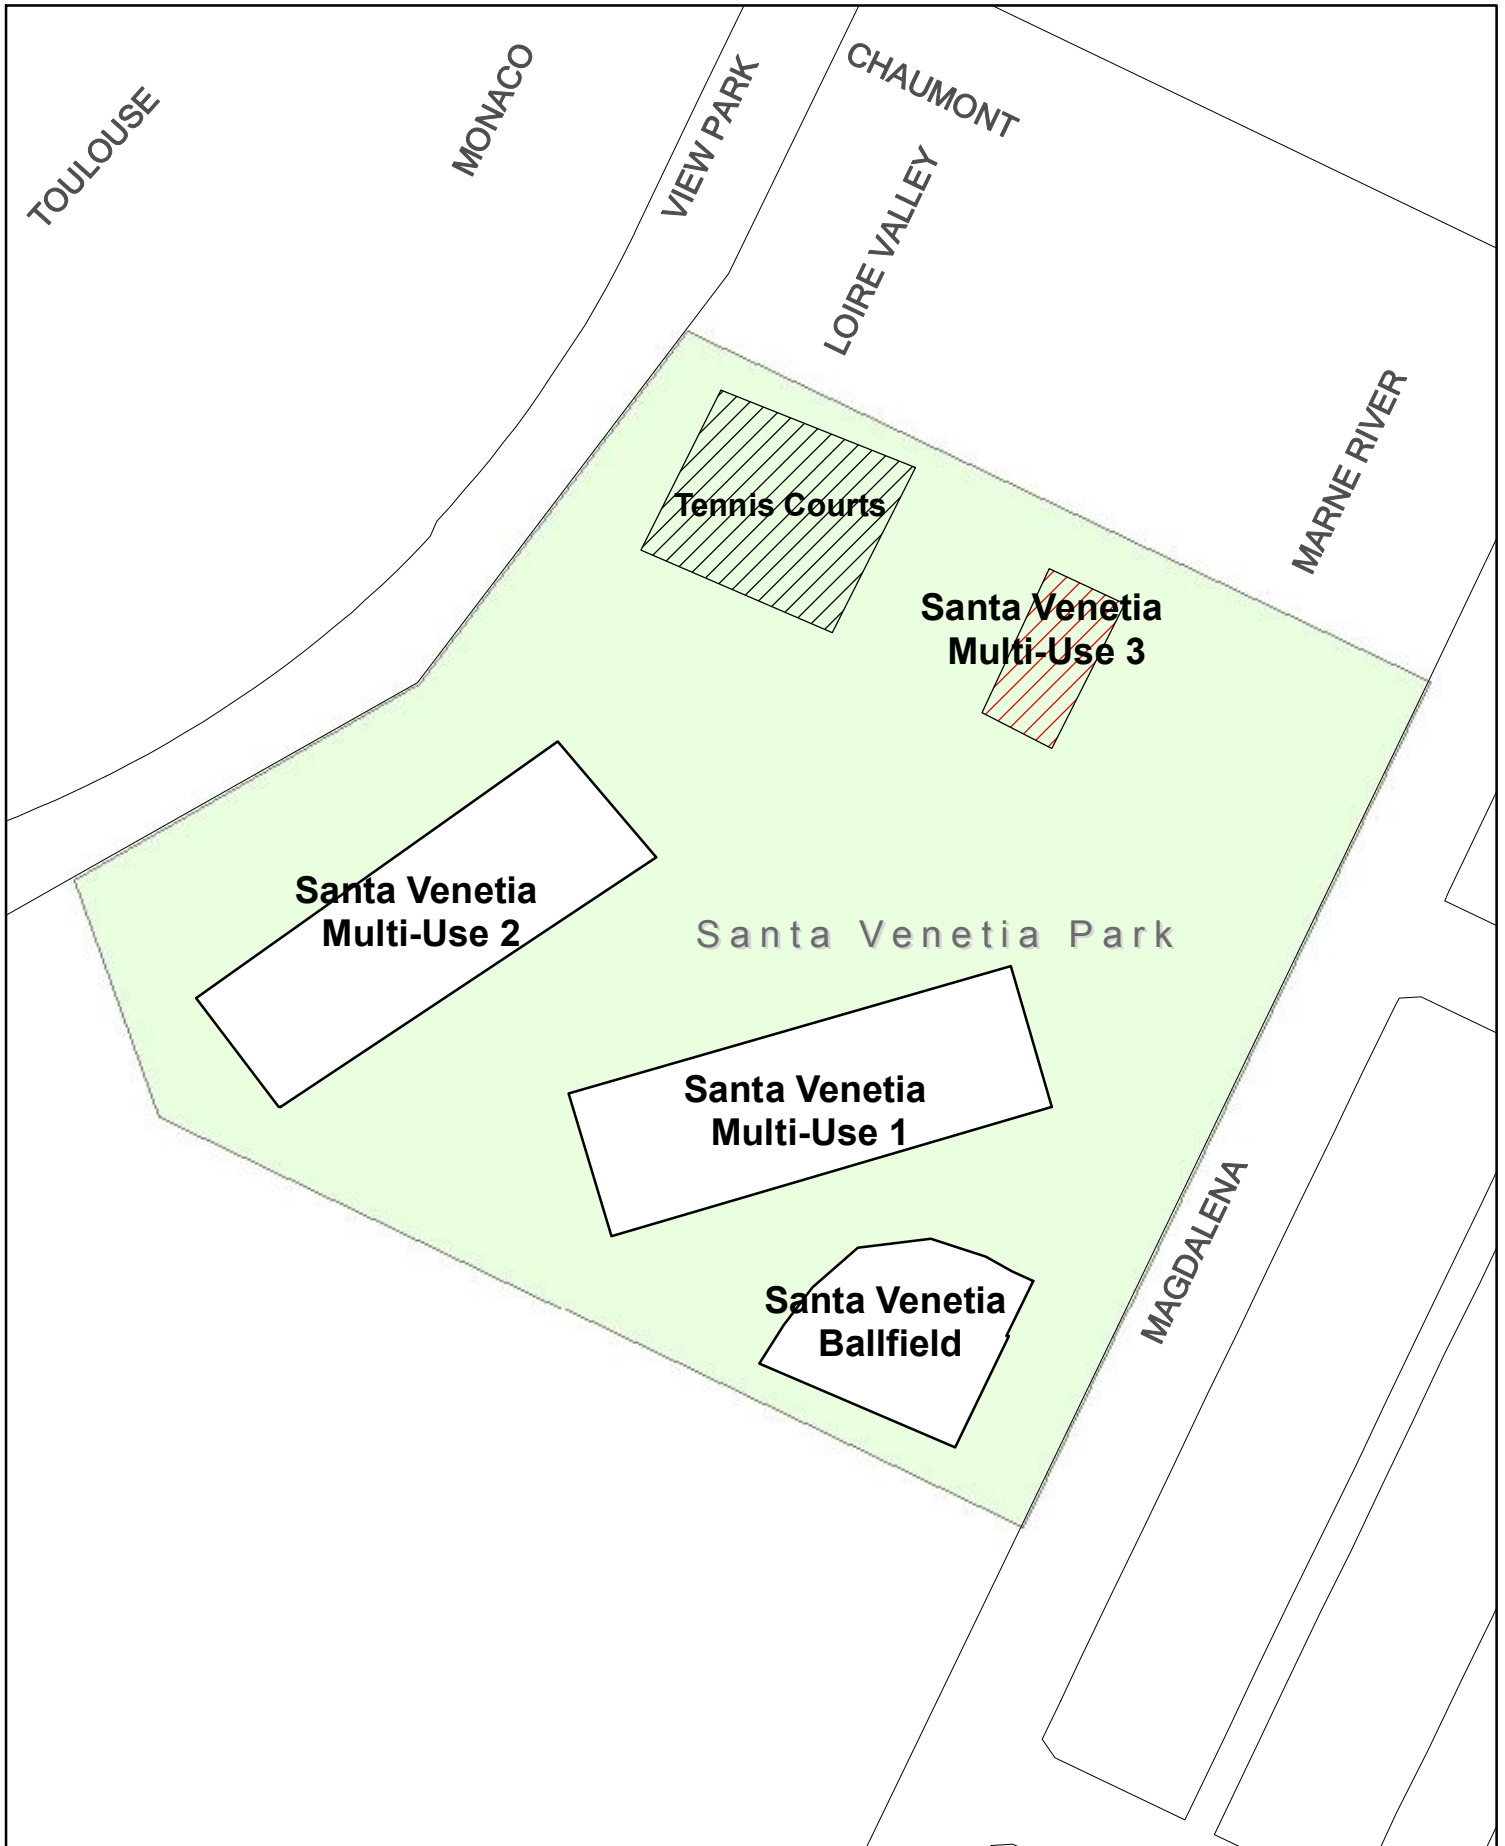 TOULOUSE
MONACO
VIEW PARK
CHAUMONT
LOIRE VALLEY
MARNE RIVER
Tennis Courts
Santa Venetia
Multi-Use 3
Santa Venetia
Multi-Use 2
Santa Venetia Park
Santa Venetia
Multi-Use 1
MAGDALENA
Santa Venetia
Ballfield